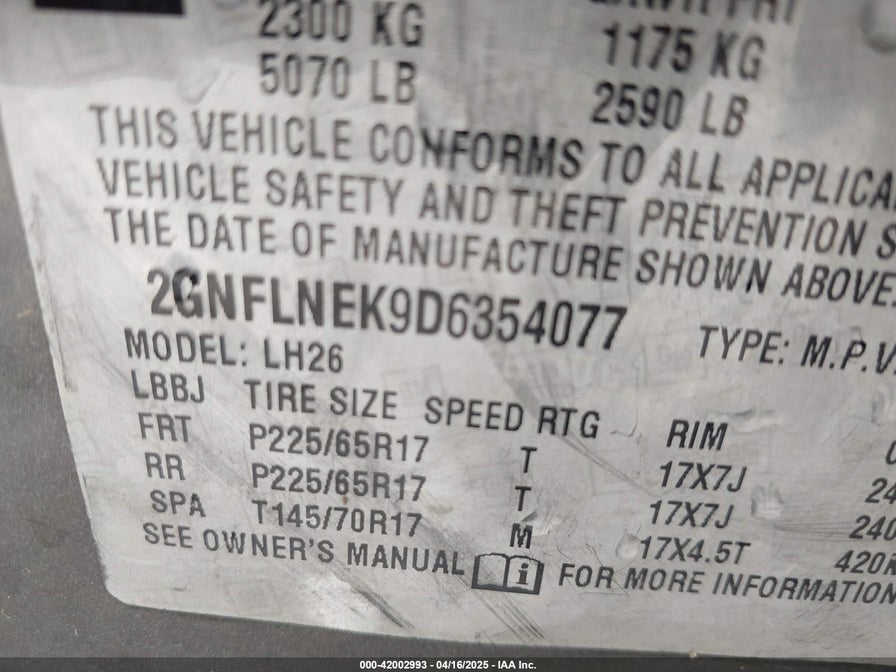 2300 KG 1175 KG
5070 LB 2590 LB
THIS VEHICLE CONFORMS TO ALL
VEHICLE SAFETY AND THEFT PREVENTION
THE DATE OF MANUFACTURE SHOWN ABOVE
2GNFLNEK9D6354077 TYPE: M.P.V.
MODEL: LH26
LBBJ TIRE SIZE SPEED RTG RIM
FRT P225/65R17 T 17X7J
RR P225/65R17 T 17X7J
SPA T145/70R17 M 17X4.5T
SEE OWNER'S MANUAL i FOR MORE INFORMATION
000-42002993 - 04/16/2025 - IAA Inc.